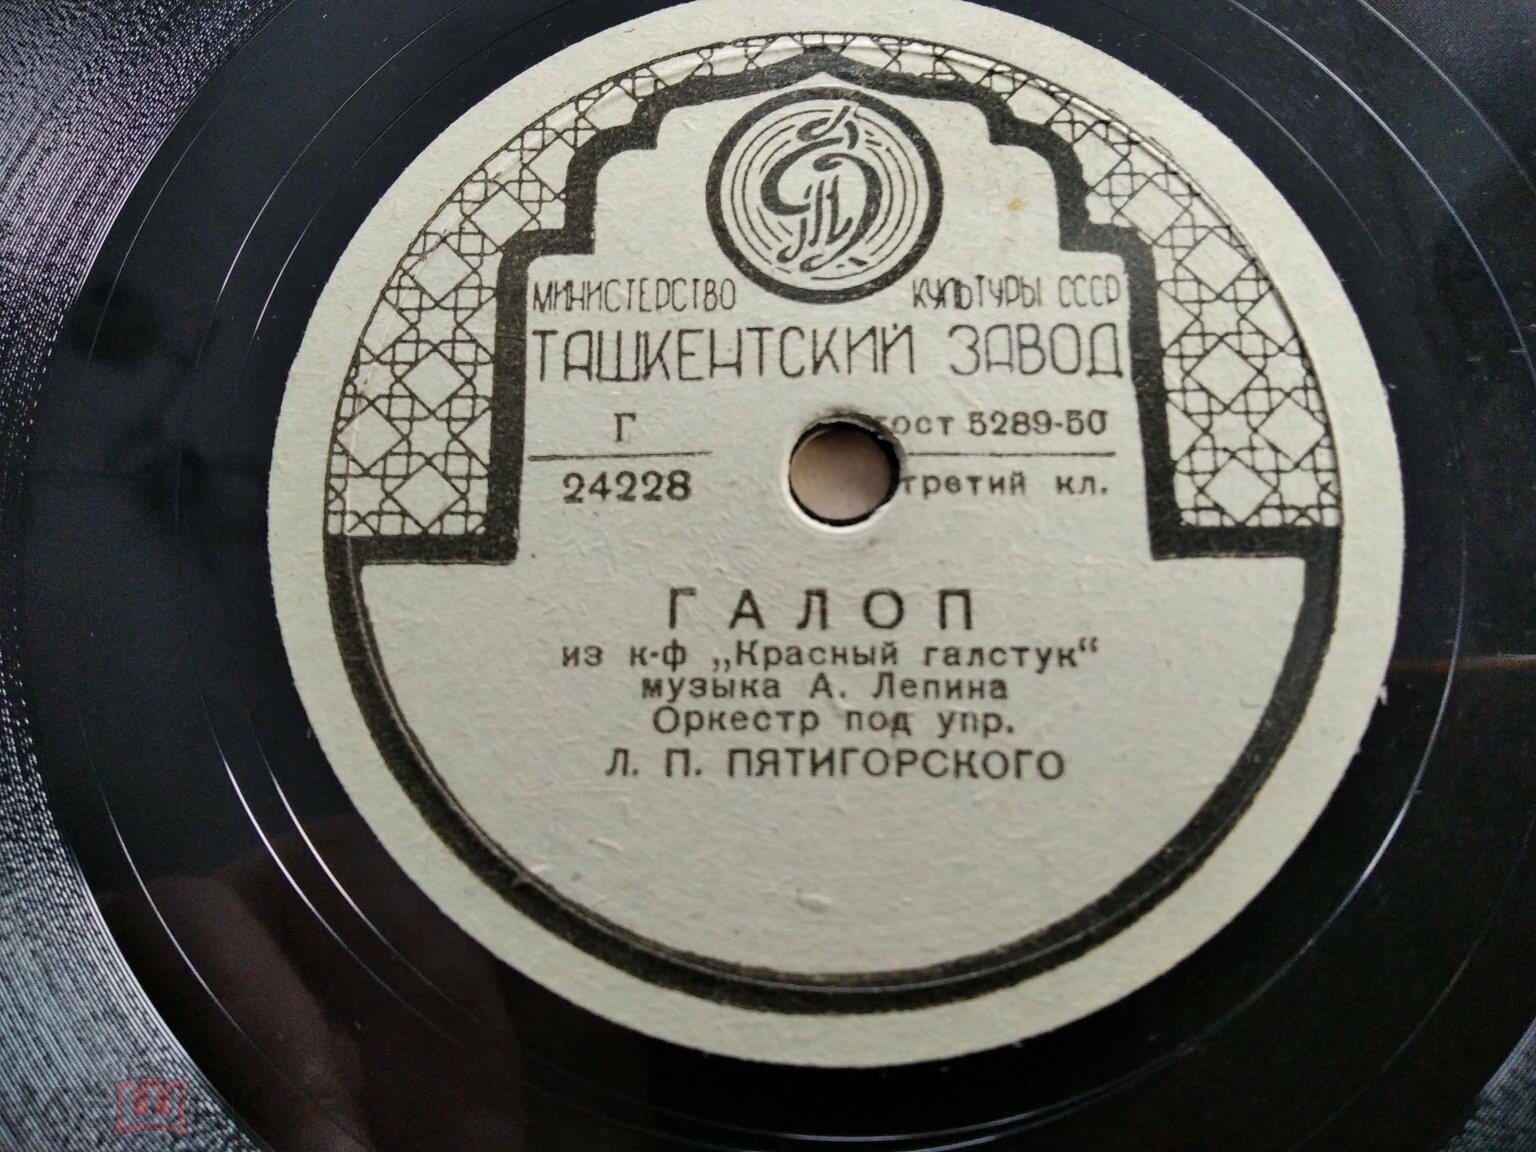 МИНИСТЕРСТВО КУЛЬТУРЫ СССР
ТАШКЕНТСКИЙ ЗАВОД
Г гост 5289-50
24228 третий кл.
ГАЛОП
из к-ф „Красный галстук“
музыка А. Лепина
Оркестр под упр.
Л. П. ПЯТИГОРСКОГО